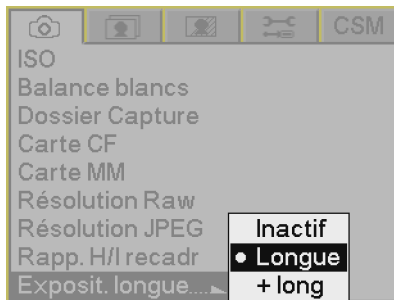 CSM
ISO
Balance blancs
Dossier Capture
Carte CF
Carte MM
Résolution Raw
Résolution JPEG
Rapp. H/l recadr
Exposit. longue....
Inactif
Longue
+ long